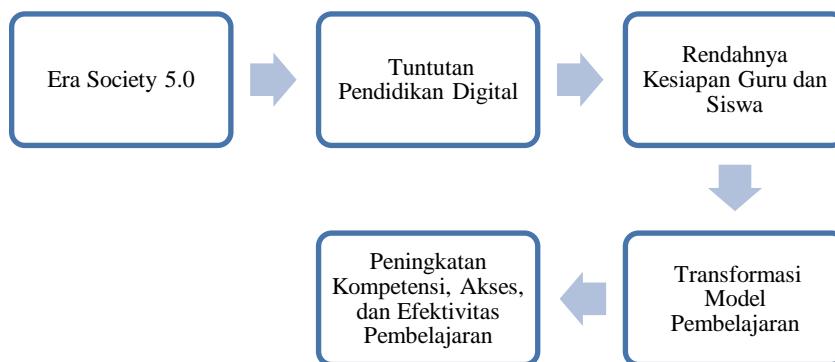 Era Society 5.0
Tuntutan
Pendidikan Digital
Rendahnya
Kesiapan Guru dan
Siswa
Transformasi
Model
Pembelajaran
Peningkatan
Kompetensi, Akses,
dan Efektivitas
Pembelajaran